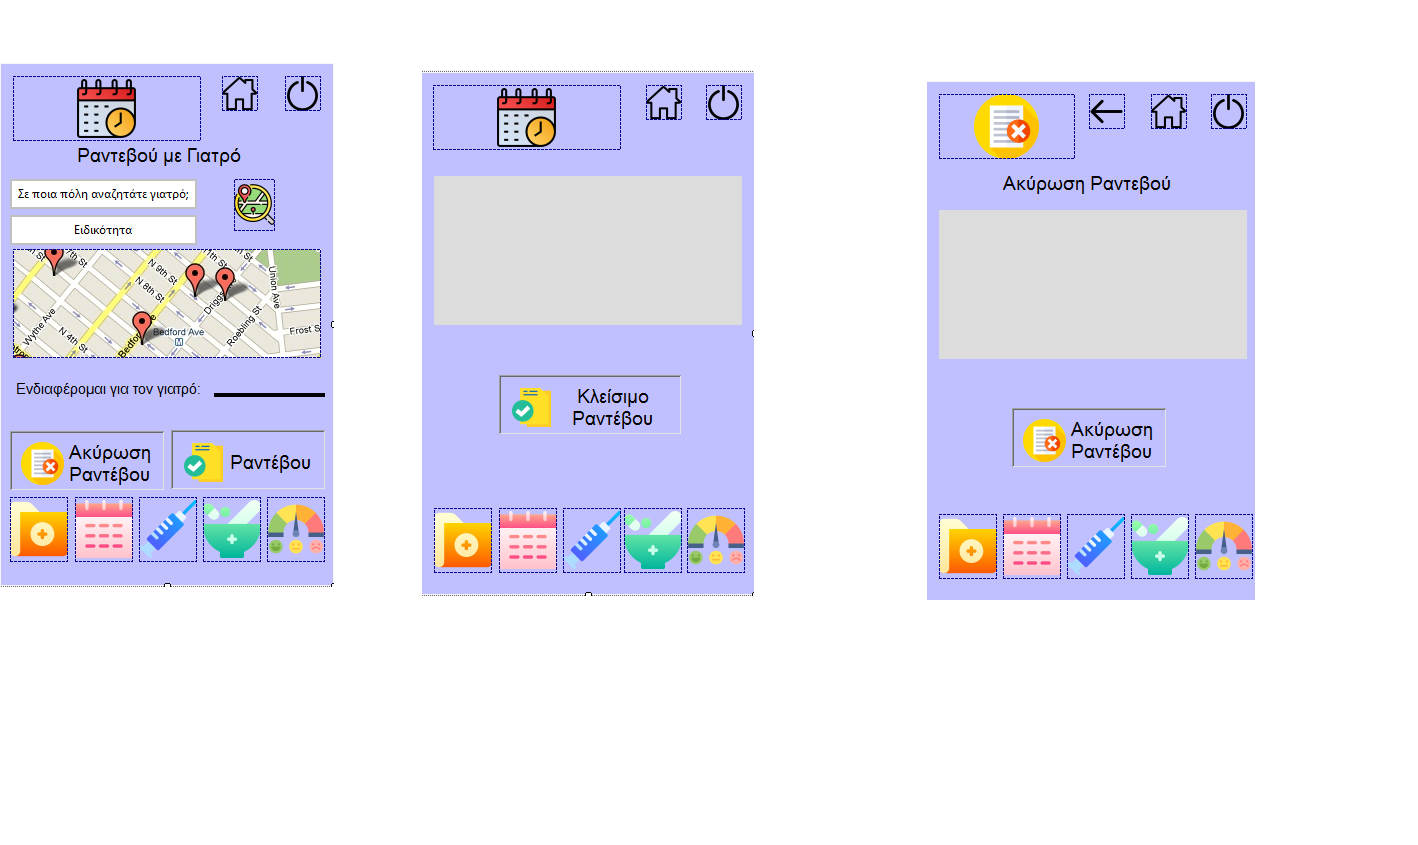 Ραντεβού με Γιατρό
Σε ποια πόλη αναζητάτε γιατρό;
Ειδικότητα
7th St
N 9th St
N 8th St
Driggs
Union Ave
Wythe Ave
N 4th St
Bedford Ave
M
Roebling St
Frost S
Ενδιαφέρομαι για τον γιατρό:
Ακύρωση
Ραντέβου
Ραντέβου
Κλείσιμο
Ραντέβου
Ακύρωση Ραντεβού
Ακύρωση
Ραντέβου